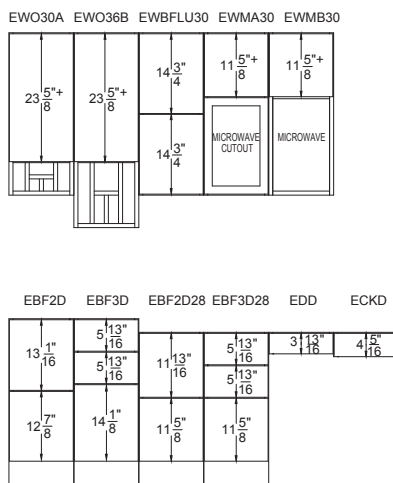 EWO30A EWO36B EWBFLU30 EWMA30 EWMB30
23 5/8"+ 23 5/8"+ 14 3/4" 11 5/8"+ 11 5/8"+
14 3/4" MICROWAVE CUTOUT MICROWAVE
EBF2D EBF3D EBF2D28 EBF3D28 EDD ECKD
13 1/16" 5 13/16" 11 13/16" 5 13/16" 3 13/16" 4 5/16"
5 13/16" 5 13/16"
12 7/8" 14 1/8" 11 5/8" 11 5/8"